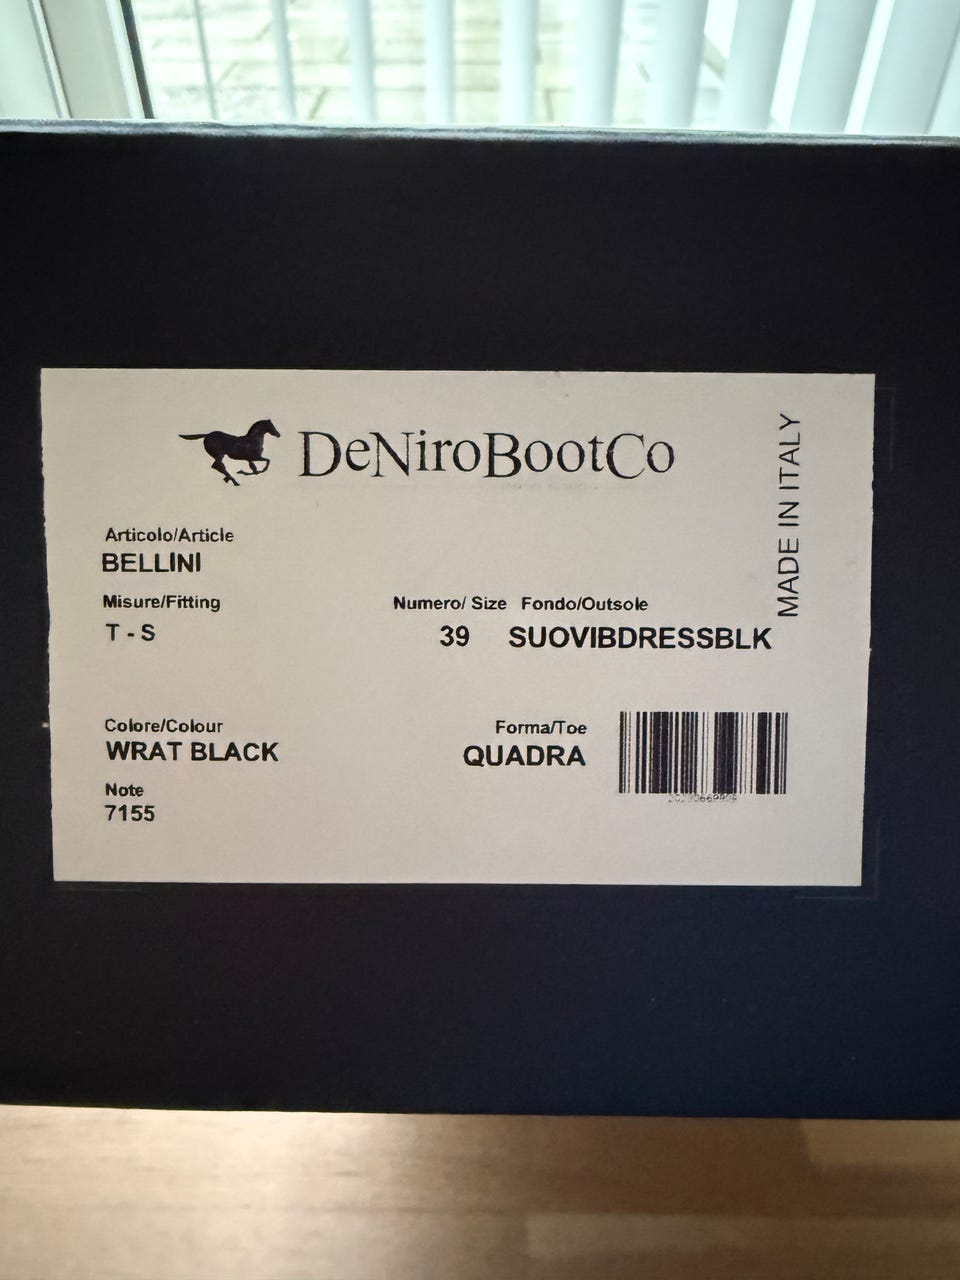 DeNiroBootCo
MADE IN ITALY
Articolo/Article
BELLINI
Misure/Fitting Numero/ Size Fondo/Outsole
T - S 39 SUOVIBDRESSBLK
Colore/Colour Forma/Toe
WRAT BLACK QUADRA
Note
7155